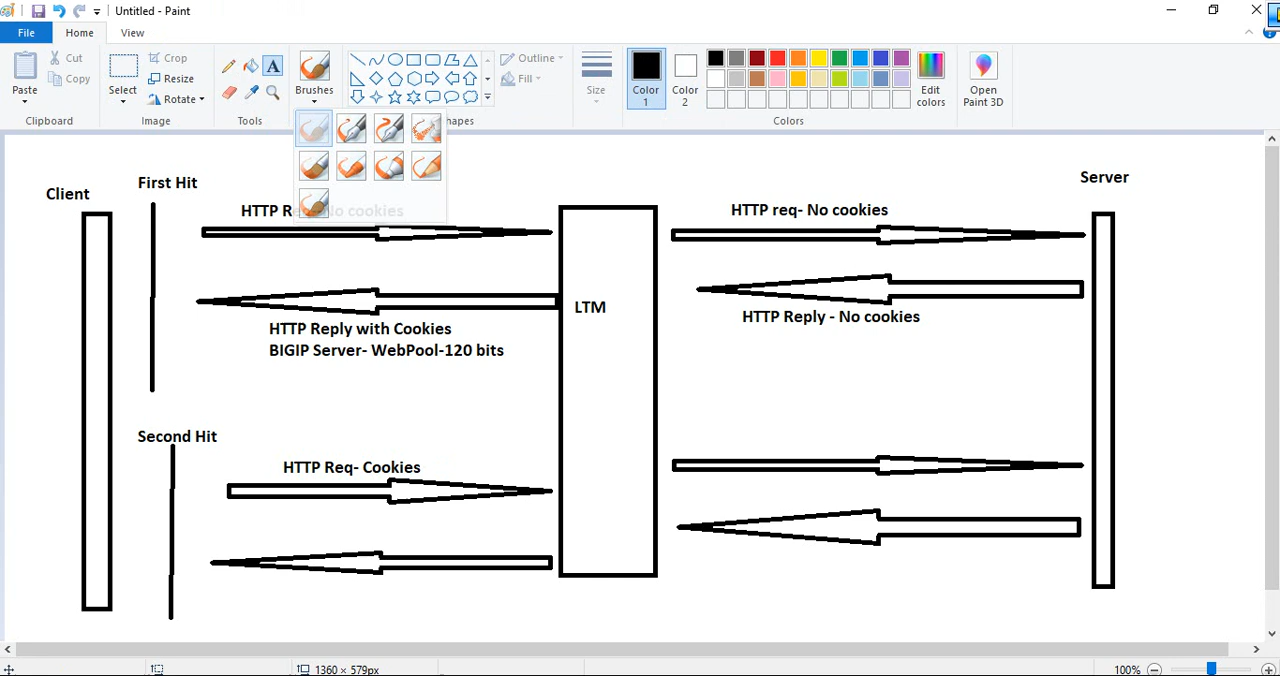 Untitled - Paint
File
Home
View
Paste
Cut
Copy
Clipboard
Select
Crop
Resize
Rotate
Image
A
Tools
Brushes
Outline
Fill
hapes
Size
Color 1
Color 2
Edit colors
Colors
Open Paint 3D
Client
First Hit
HTTP R
No cookies
HTTP req- No cookies
Server
LTM
HTTP Reply with Cookies
BIGIP Server- WebPool-120 bits
HTTP Reply - No cookies
Second Hit
HTTP Req- Cookies
1360 × 579px
100%